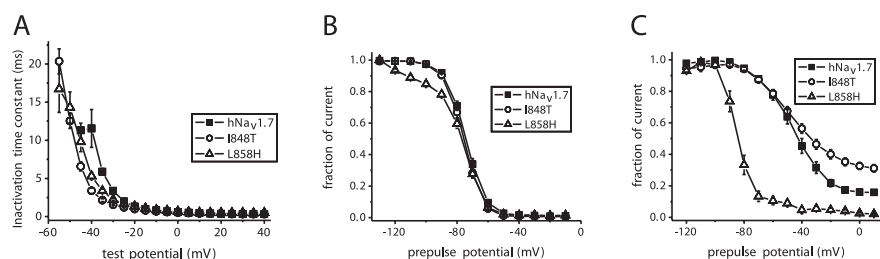 A
Inactivation time constant (ms)
20
15
10
5
0
-60
-40
-20
0
20
40
test potential (mV)
hNav1.7
I848T
L858H
B
fraction of current
1.0
0.8
0.6
0.4
0.2
0.0
-120
-80
-40
0
prepulse potential (mV)
hNav1.7
I848T
L858H
C
fraction of current
1.0
0.8
0.6
0.4
0.2
0.0
-120
-80
-40
0
prepulse potential (mV)
hNav1.7
I848T
L858H